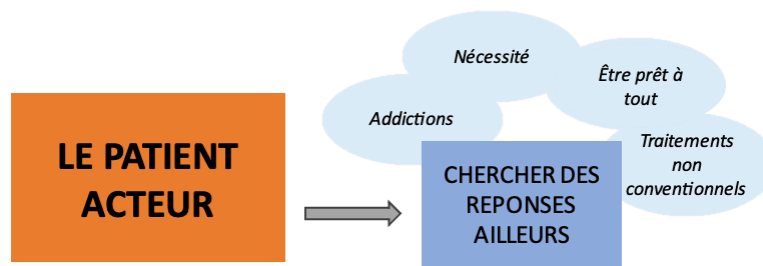 Nécessité
Être prêt à
tout
Addictions
Traitements
non
conventionnels
LE PATIENT
ACTEUR
CHERCHER DES
REPONSES
AILLEURS